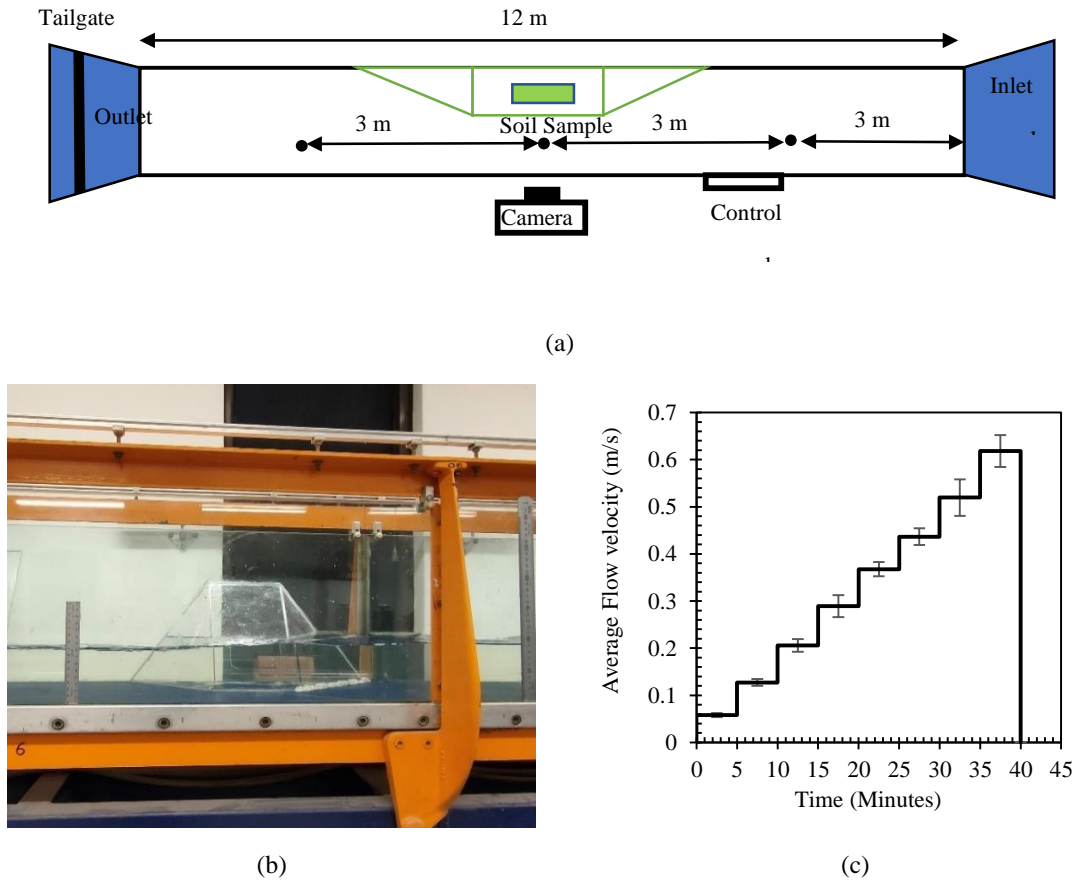 Tailgate
12 m
Inlet
Outlet
3 m
Soil Sample
3 m
3 m
Camera
Control
(a)
6
(b)
0.7
0.6
0.5
0.4
0.3
0.2
0.1
0
Average Flow velocity (m/s)
0 5 10 15 20 25 30 35 40 45
Time (Minutes)
(c)